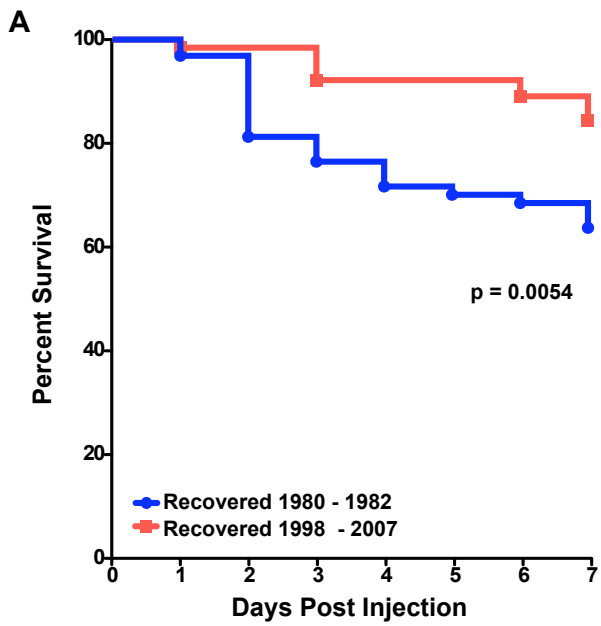 A
Percent Survival
100
80
60
40
20
0
p = 0.0054
Recovered 1980 - 1982
Recovered 1998 - 2007
0 1 2 3 4 5 6 7
Days Post Injection